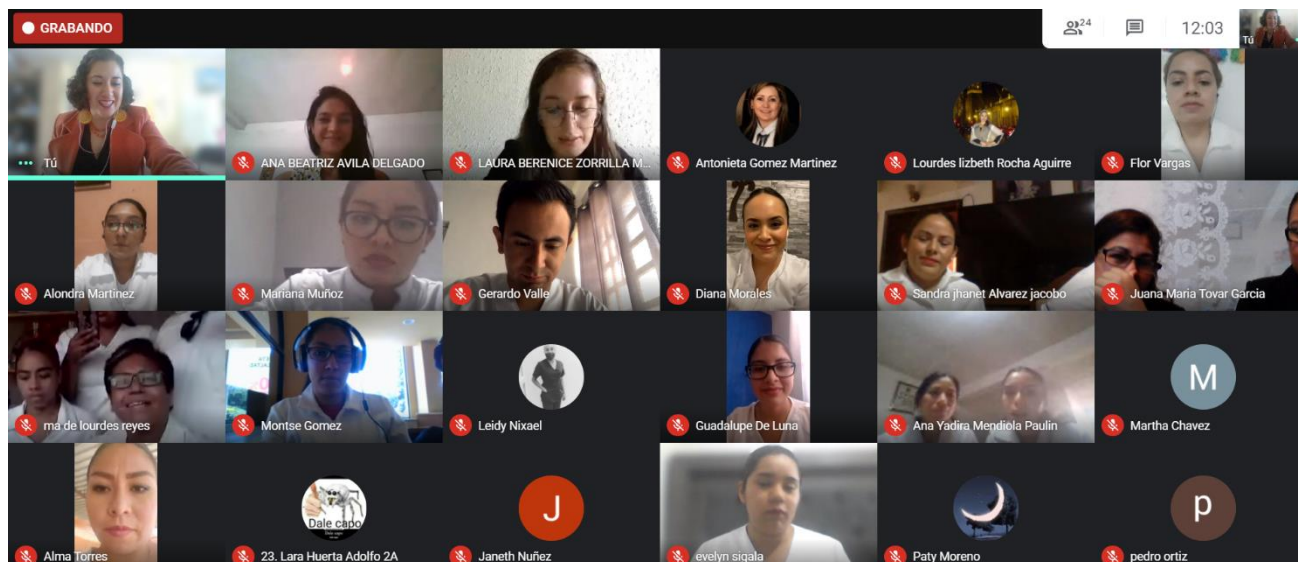 GRABANDO
24
12:03
Tú
Tú
ANA BEATRIZ AVILA DELGADO
LAURA BERENICE ZORRILLA M...
Antonieta Gomez Martinez
Lourdes lizbeth Rocha Aguirre
Flor Vargas
Alondra Martinez
Mariana Muñoz
Gerardo Valle
Diana Morales
Sandra jhanet Alvarez jacobo
Juana Maria Tovar Garcia
ma de lourdes reyes
Montse Gomez
Leidy Nixael
Guadalupe De Luna
Ana Yadira Mendiola Paulin
M
Martha Chavez
Alma Torres
Dale capo
23. Lara Huerta Adolfo 2A
J
Janeth Nuñez
evelyn sigala
Paty Moreno
p
pedro ortiz